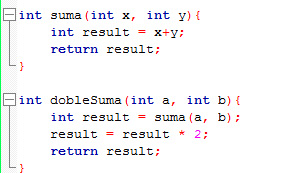 int suma(int x, int y){
int result = x+y;
return result;
}
int dobleSuma(int a, int b){
int result = suma(a, b);
result = result * 2;
return result;
}